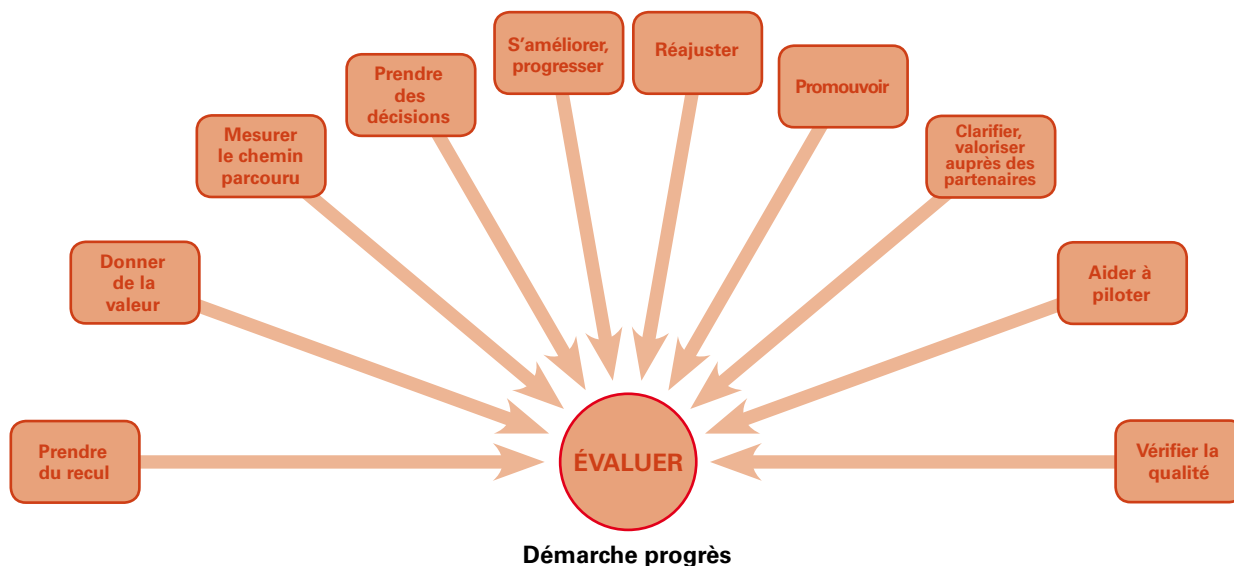 Prendre
du recul
Donner
de la
valeur
Mesurer
le chemin
parcouru
Prendre
des
décisions
S'améliorer,
progresser
Réajuster
Promouvoir
Clarifier,
valoriser
auprès des
partenaires
Aider à
piloter
Vérifier la
qualité
ÉVALUER
Démarche progrès